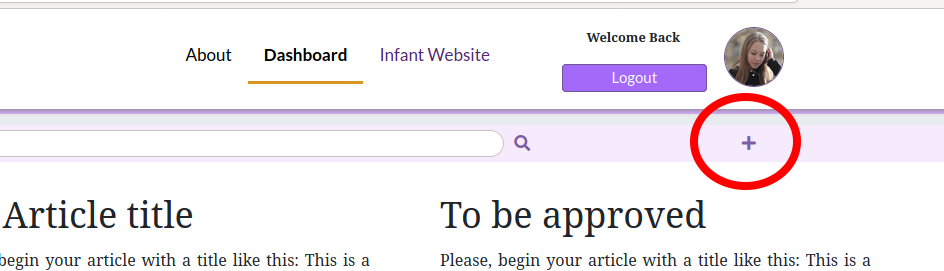 About Dashboard Infant Website
Welcome Back
Logout
Article title
To be approved
begin your article with a title like this: This is a
Please, begin your article with a title like this: This is a